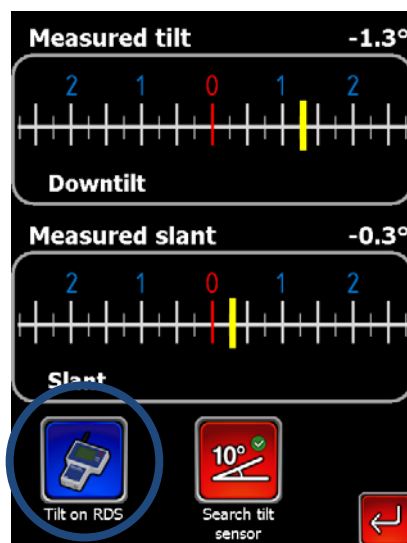 Measured tilt -1.3°
2 1 0 1 2
Downtilt
Measured slant -0.3°
2 1 0 1 2
Slant
10°
Tilt on RDS
Search tilt
sensor